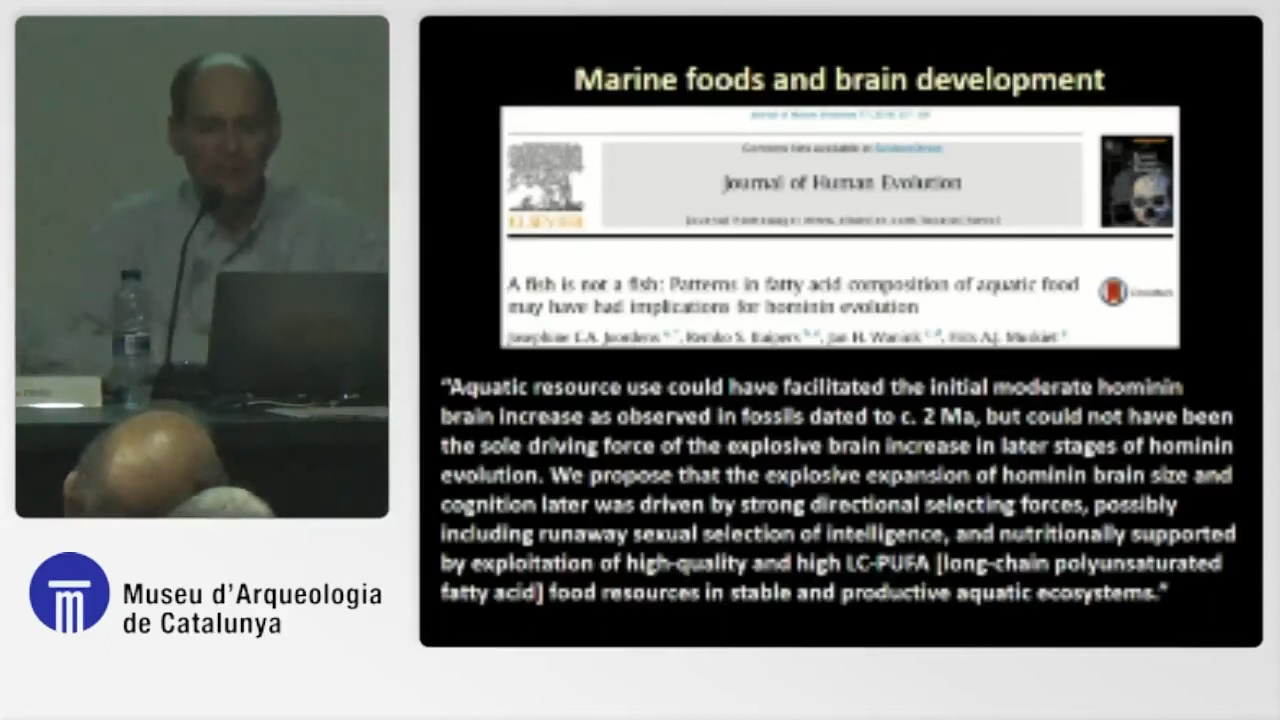 Marine foods and brain development
Journal of Human Evolution
A fish is not a fish: Patterns in fatty acid composition of aquatic food
may have had implications for hominin evolution
"Aquatic resource use could have facilitated the initial moderate hominin
brain increase as observed in fossils dated to c. 2 Ma, but could not have been
the sole driving force of the explosive brain increase in later stages of hominin
evolution. We propose that the explosive expansion of hominin brain size and
cognition later was driven by strong directional selecting forces, possibly
including runaway sexual selection of intelligence, and nutritionally supported
by exploitation of high-quality and high LC-PUFA [long-chain polyunsaturated
fatty acid] food resources in stable and productive aquatic ecosystems."
Museu d'Arqueologia
de Catalunya